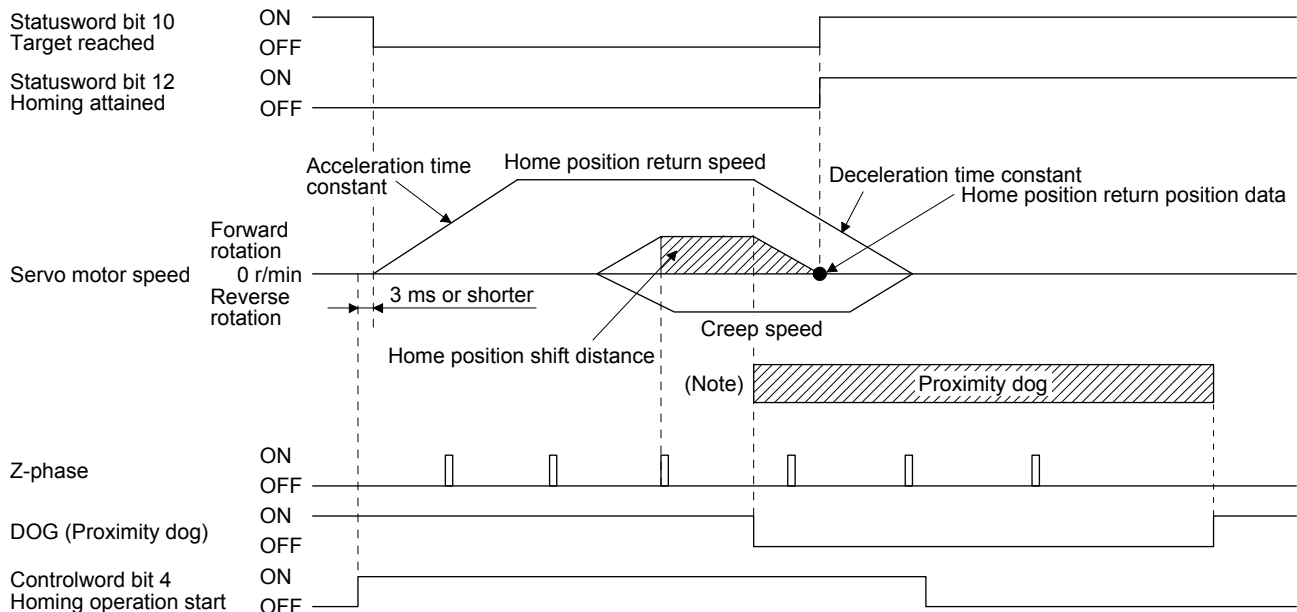 Statusword bit 10
Target reached
ON
OFF
Statusword bit 12
Homing attained
ON
OFF
Acceleration time
constant
Home position return speed
Deceleration time constant
Home position return position data
Forward
rotation
Servo motor speed
0 r/min
Reverse
rotation
3 ms or shorter
Creep speed
Home position shift distance
(Note)
Proximity dog
Z-phase
ON
OFF
DOG (Proximity dog)
ON
OFF
Controlword bit 4
Homing operation start
ON
OFF